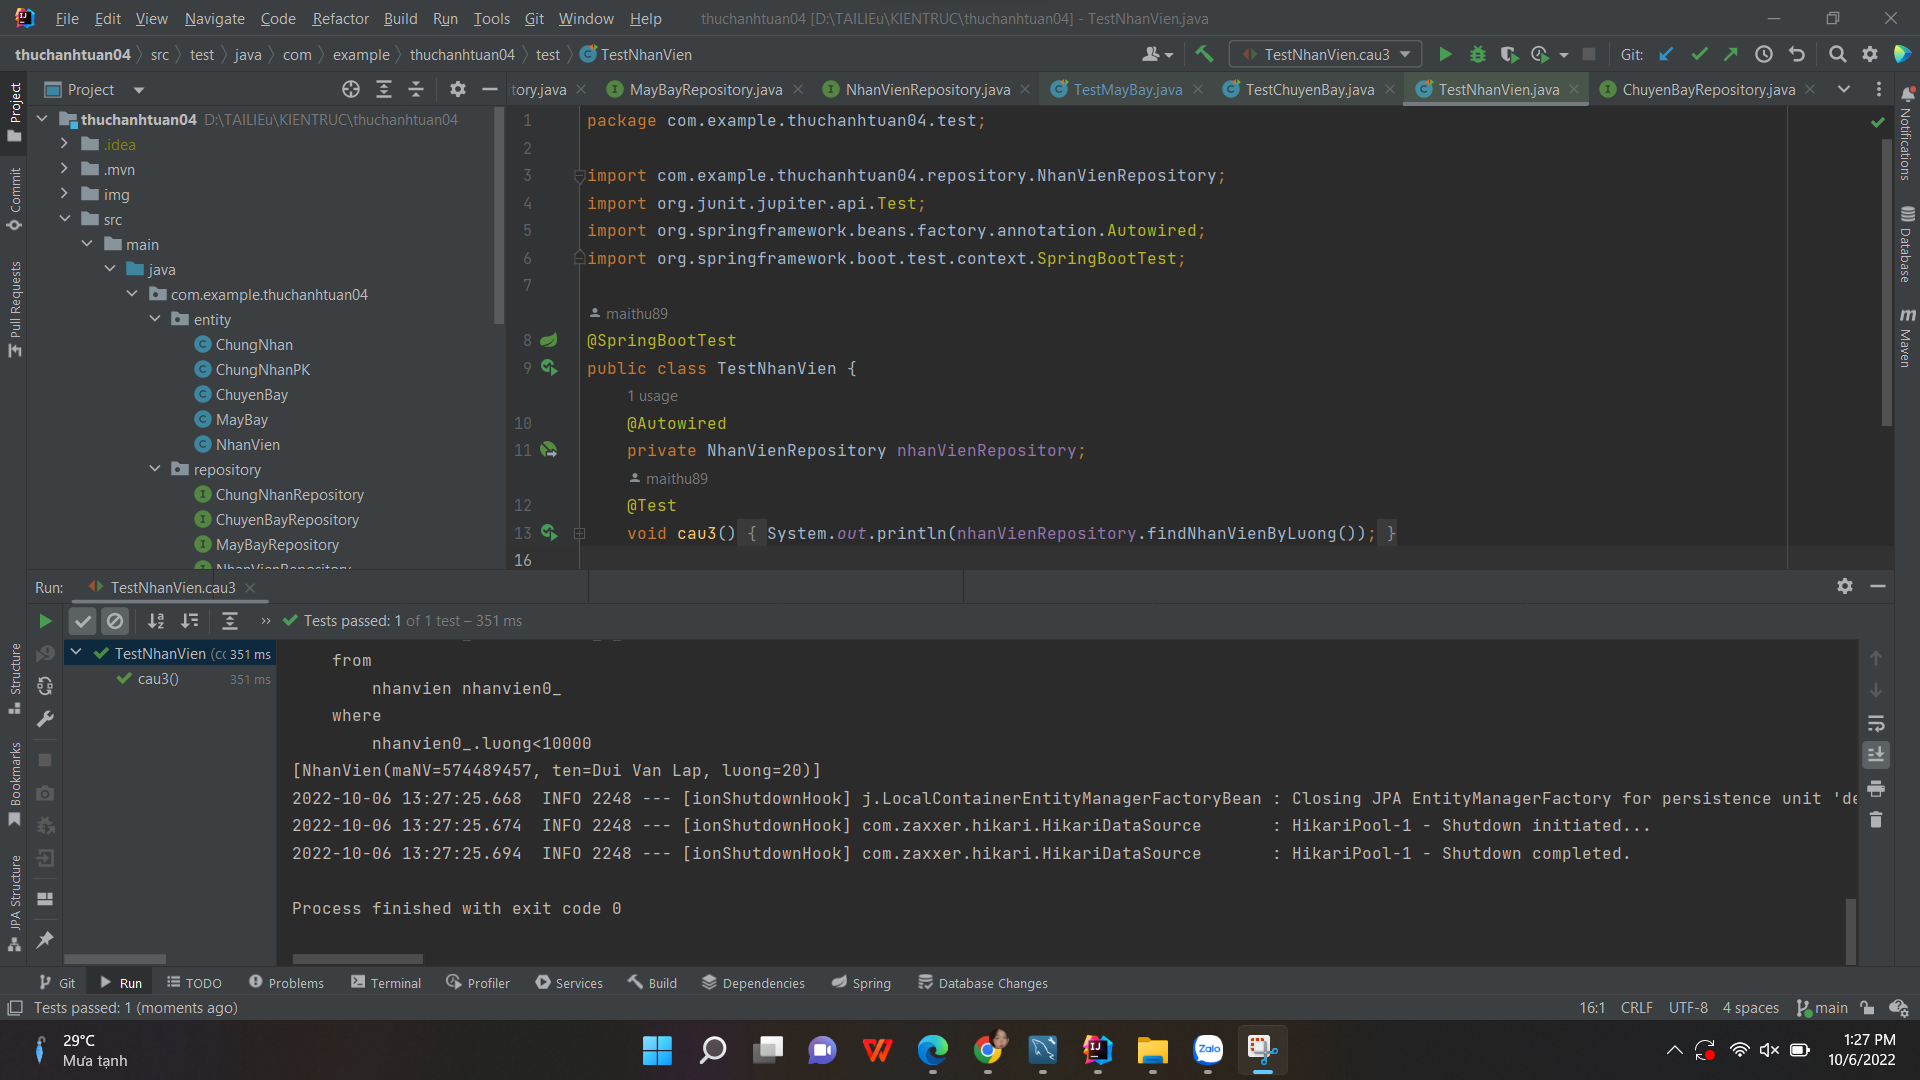 File Edit View Navigate Code Refactor Build Run Tools Git Window Help thuchanhtuan04 [D:\TAILIEu\KIENTRUC\thuchanhtuan04] - TestNhanVien.java
thuchanhtuan04 src test java com example thuchanhtuan04 test TestNhanVien TestNhanVien.cau3 Git:
Project tory.java MayBayRepository.java NhanVienRepository.java TestMayBay.java TestChuyenBay.java TestNhanVien.java ChuyenBayRepository.java
Project
Commit
Pull Requests
Structure
Bookmarks
JPA Structure
thuchanhtuan04 D:\TAILIEu\KIENTRUC\thuchanhtuan04
.idea
.mvn
img
src
main
java
com.example.thuchanhtuan04
entity
ChungNhan
ChungNhanPK
ChuyenBay
MayBay
NhanVien
repository
ChungNhanRepository
ChuyenBayRepository
MayBayRepository
NhanVienRepository
1 package com.example.thuchanhtuan04.test;
2
3 import com.example.thuchanhtuan04.repository.NhanVienRepository;
4 import org.junit.jupiter.api.Test;
5 import org.springframework.beans.factory.annotation.Autowired;
6 import org.springframework.boot.test.context.SpringBootTest;
7
maithu89
8 @SpringBootTest
9 public class TestNhanVien {
1 usage
10 @Autowired
11 private NhanVienRepository nhanVienRepository;
maithu89
12 @Test
13 void cau3() { System.out.println(nhanVienRepository.findNhanVienByLuong()); }
16
Notifications
Database
Maven
Run: TestNhanVien.cau3
Tests passed: 1 of 1 test – 351 ms
TestNhanVien (co 351 ms
cau3() 351 ms
from
nhanvien nhanvien0_
where
nhanvien0_.luong<10000
[NhanVien(maNV=574489457, ten=Dui Van Lap, luong=20)]
2022-10-06 13:27:25.668 INFO 2248 --- [ionShutdownHook] j.LocalContainerEntityManagerFactoryBean : Closing JPA EntityManagerFactory for persistence unit 'de
2022-10-06 13:27:25.674 INFO 2248 --- [ionShutdownHook] com.zaxxer.hikari.HikariDataSource : HikariPool-1 - Shutdown initiated...
2022-10-06 13:27:25.694 INFO 2248 --- [ionShutdownHook] com.zaxxer.hikari.HikariDataSource : HikariPool-1 - Shutdown completed.
Process finished with exit code 0
Git Run TODO Problems Terminal Profiler Services Build Dependencies Spring Database Changes
Tests passed: 1 (moments ago) 16:1 CRLF UTF-8 4 spaces main
29°C
Mưa tạnh
Zalo
1:27 PM
10/6/2022